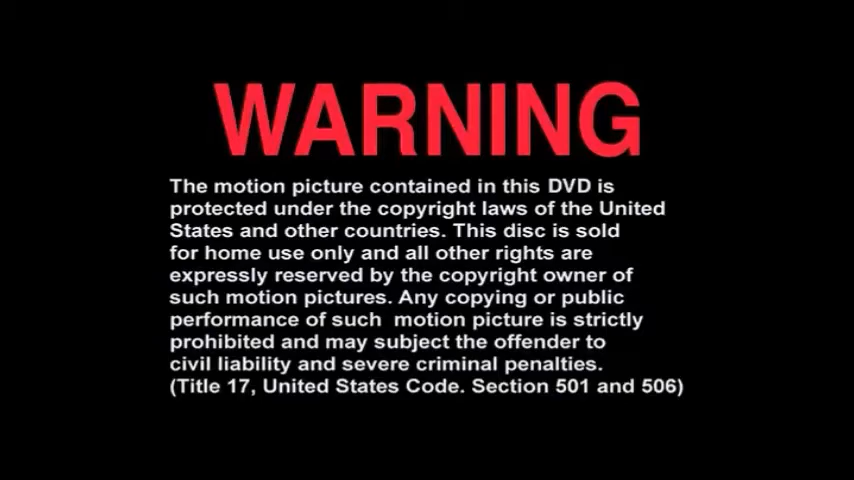 WARNING
The motion picture contained in this DVD is
protected under the copyright laws of the United
States and other countries. This disc is sold
for home use only and all other rights are
expressly reserved by the copyright owner of
such motion pictures. Any copying or public
performance of such  motion picture is strictly
prohibited and may subject the offender to
civil liability and severe criminal penalties.
(Title 17, United States Code. Section 501 and 506)